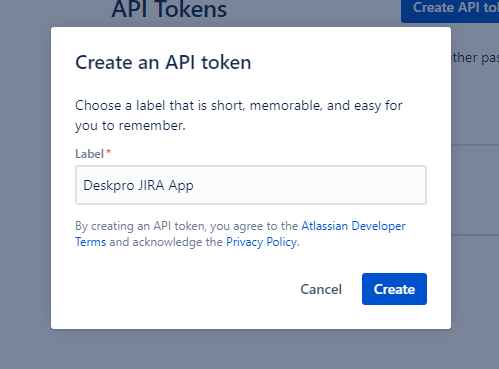 API Tokens
Create API to
Create an API token
ther pas
Choose a label that is short, memorable, and easy for
you to remember.
Label*
Deskpro JIRA App
By creating an API token, you agree to the Atlassian Developer
Terms and acknowledge the Privacy Policy.
Cancel
Create